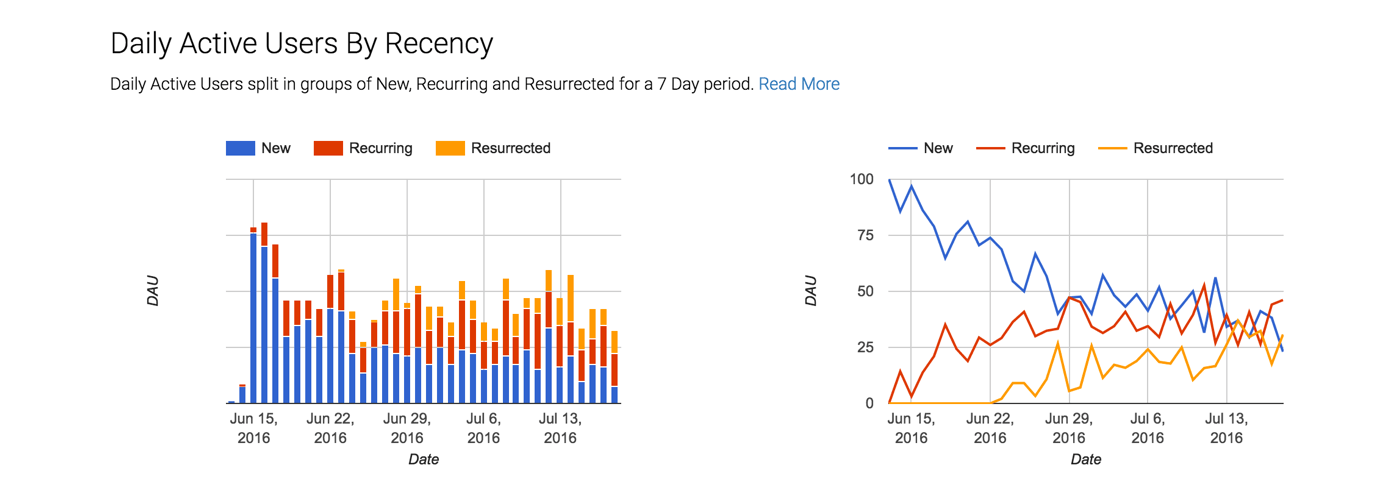 Daily Active Users By Recency
Daily Active Users split in groups of New, Recurring and Resurrected for a 7 Day period. Read More
New Recurring Resurrected
DAU
Jun 15, 2016
Jun 22, 2016
Jun 29, 2016
Jul 6, 2016
Jul 13, 2016
Date
New Recurring Resurrected
100
75
50
25
0
DAU
Jun 15, 2016
Jun 22, 2016
Jun 29, 2016
Jul 6, 2016
Jul 13, 2016
Date